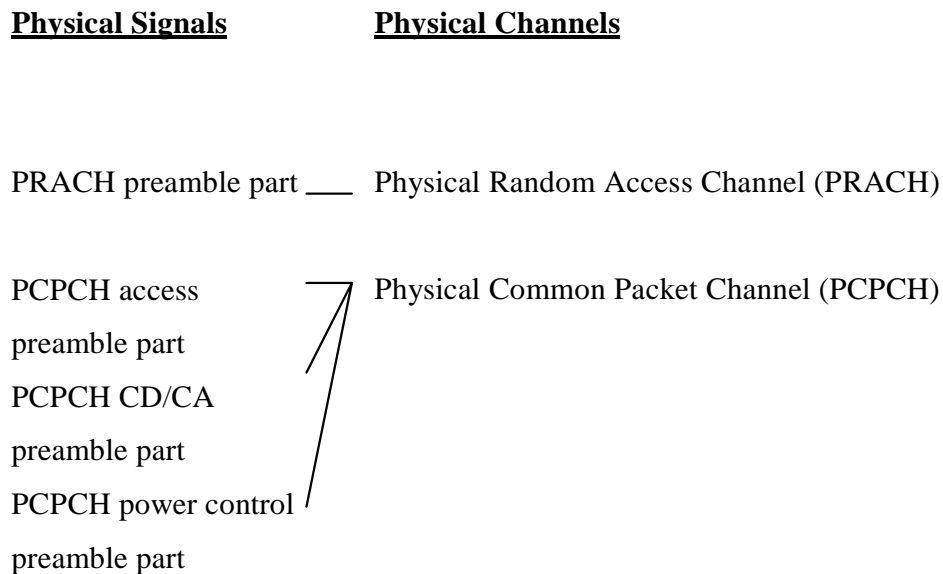 Physical Signals Physical Channels
PRACH preamble part Physical Random Access Channel (PRACH)
PCPCH access Physical Common Packet Channel (PCPCH)
preamble part
PCPCH CD/CA
preamble part
PCPCH power control
preamble part